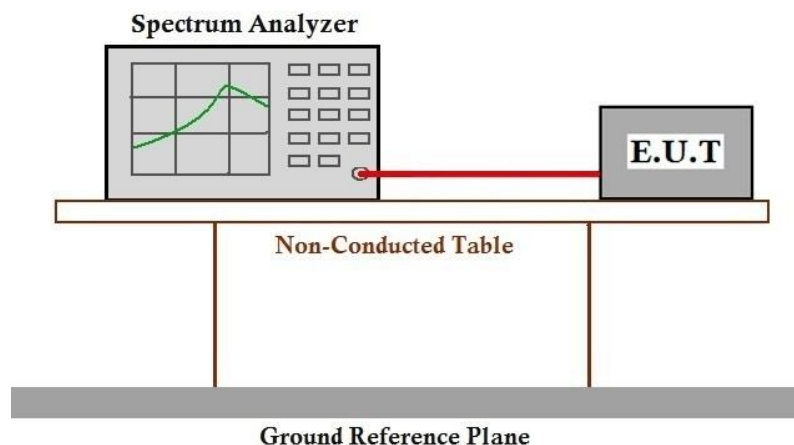 Spectrum Analyzer
E.U.T
Non-Conducted Table
Ground Reference Plane